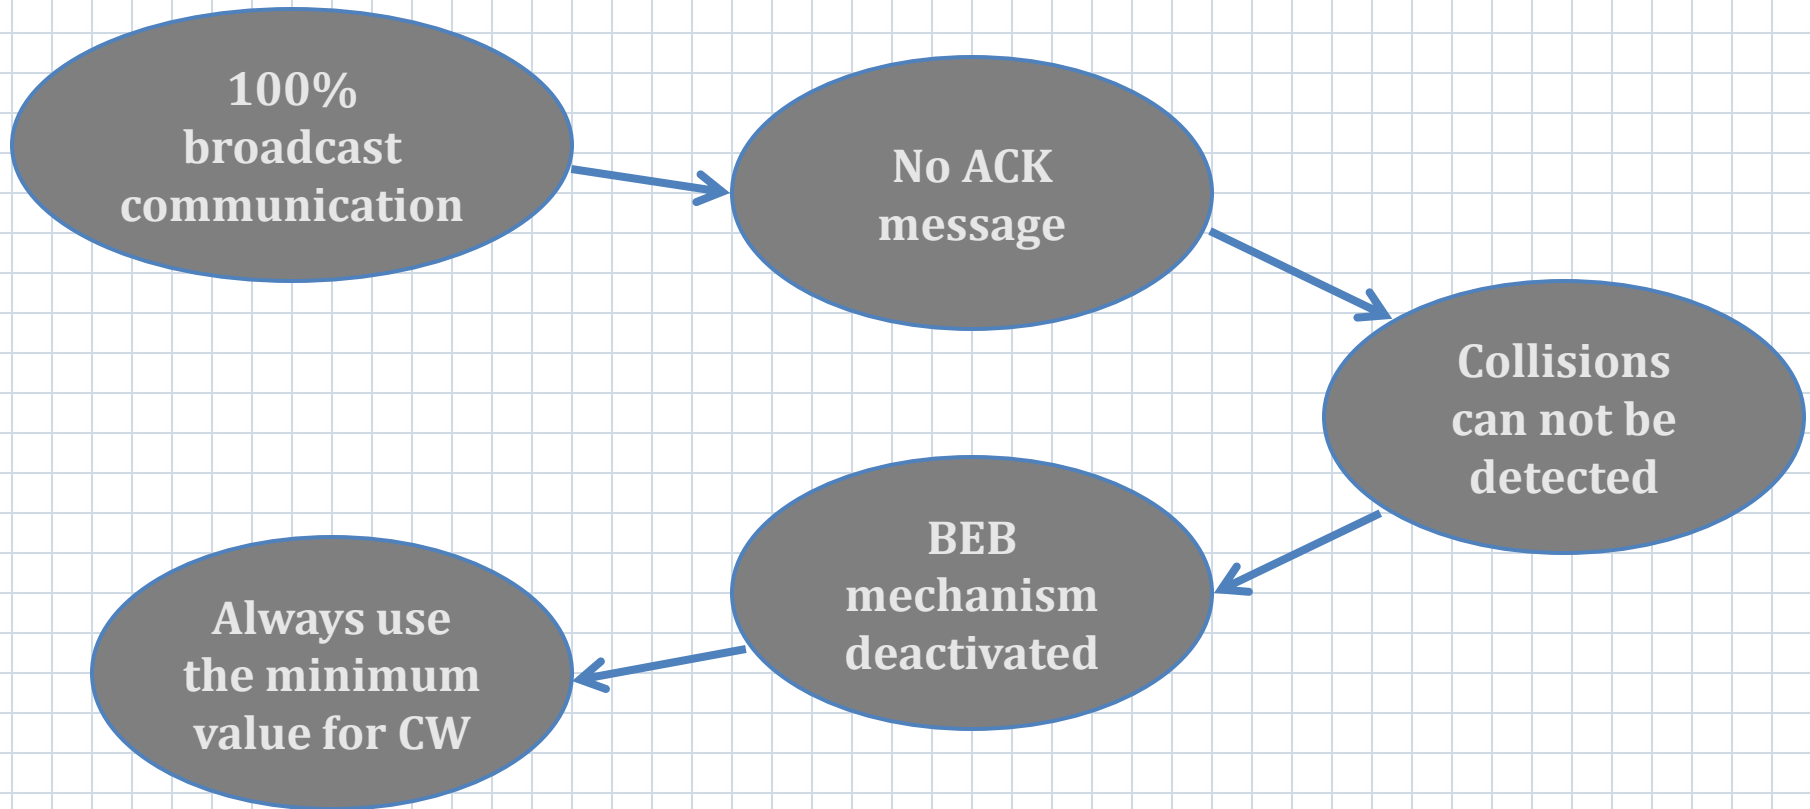 100%
broadcast
communication
No ACK
message
Collisions
can not be
detected
BEB
mechanism
deactivated
Always use
the minimum
value for CW